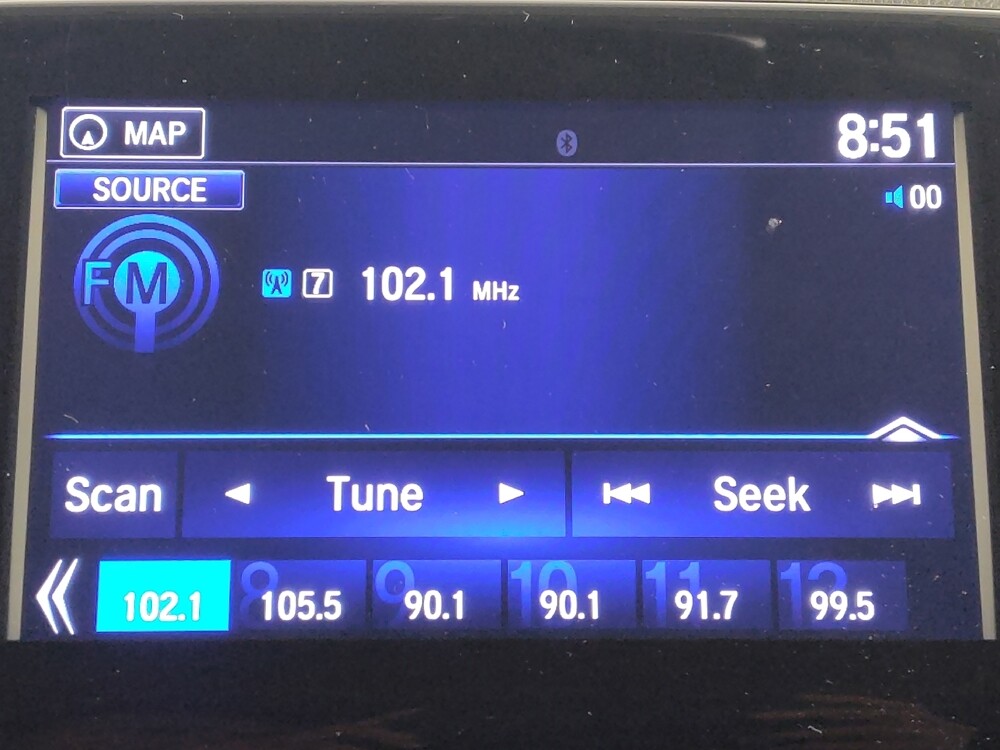 MAP 8:51
SOURCE 00
FM 7 102.1 MHz
Scan Tune Seek
102.1 8 105.5 9 90.1 10 90.1 11 91.7 12 99.5